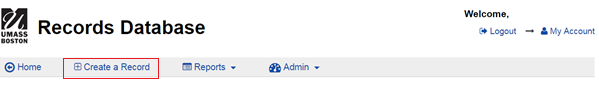 UMASS
BOSTON
Records Database
Welcome,
Logout
My Account
Home
Create a Record
Reports
Admin